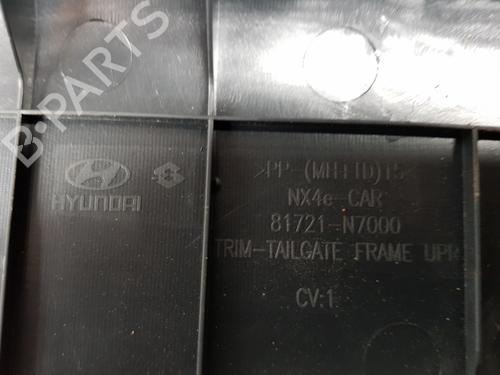 B-PARTS
HYUNDAI
>PP-(MH+TD)15<
NX4e-CAR
81721-N7000
TRIM-TAILGATE FRAME UPR
CV:1